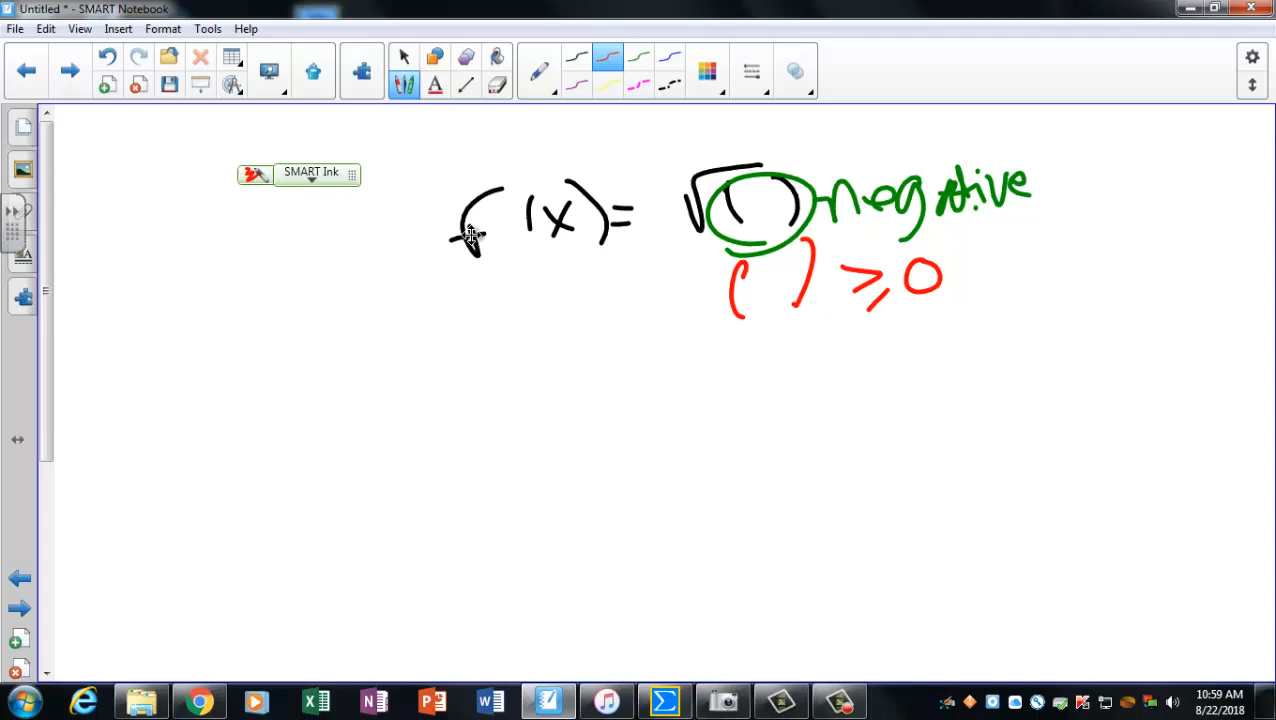 Untitled * - SMART Notebook
File Edit View Insert Format Tools Help
SMART Ink
f(x)= √( ) negative
( ) ≥ 0
10:59 AM
8/22/2018